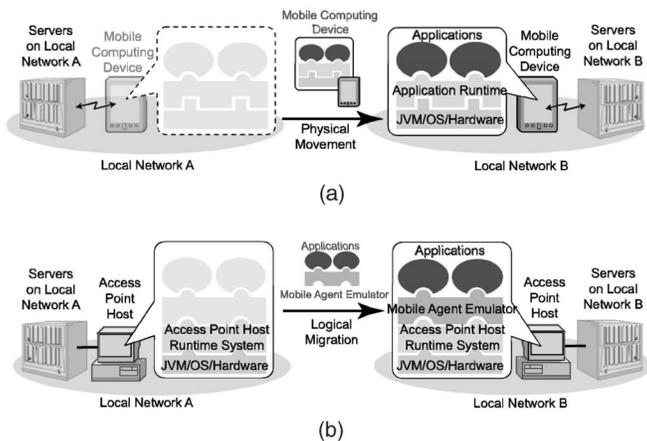 Servers
on Local
Network A
Mobile
Computing
Device
Mobile Computing
Device
Physical
Movement
Applications
Application Runtime
JVM/OS/Hardware
Mobile
Computing
Device
Servers
on Local
Network B
Local Network A
Local Network B
(a)
Servers
on Local
Network A
Access
Point
Host
Access Point Host
Runtime System
JVM/OS/Hardware
Applications
Mobile Agent Emulator
Logical
Migration
Applications
Mobile Agent Emulator
Access Point Host
Runtime System
JVM/OS/Hardware
Access
Point
Host
Servers
on Local
Network B
Local Network A
Local Network B
(b)